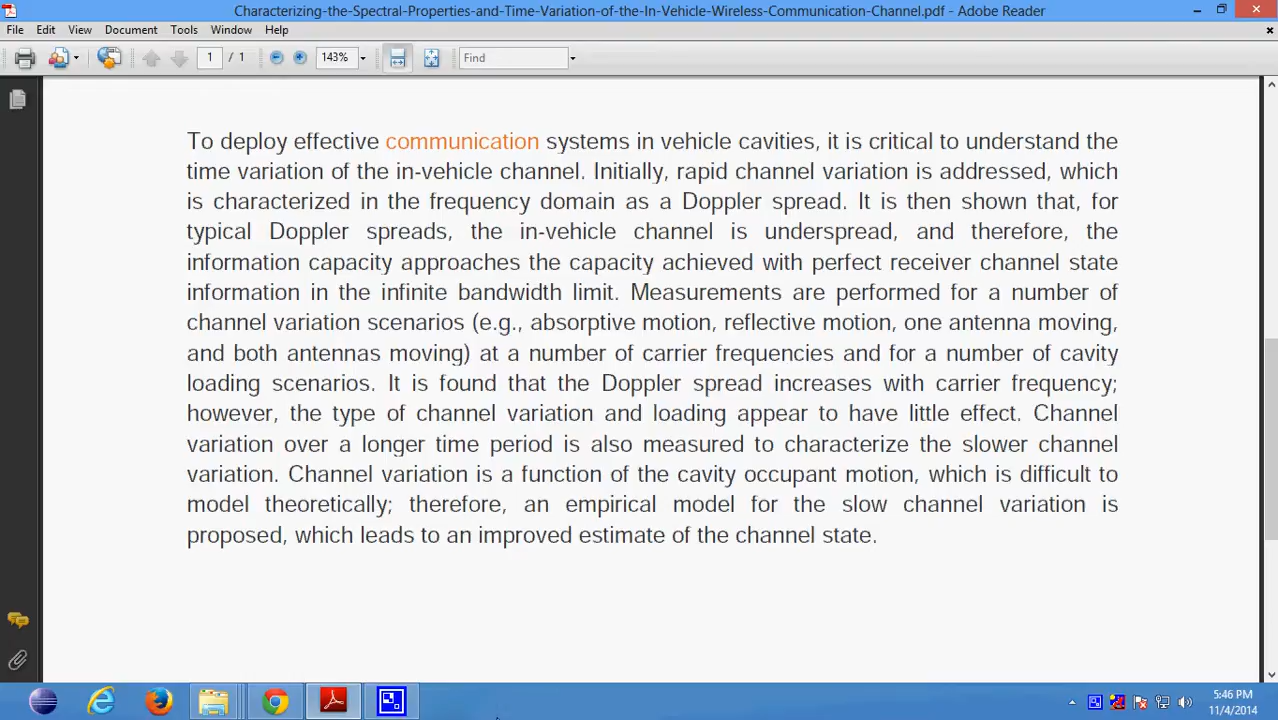 Characterizing-the-Spectral-Properties-and-Time-Variation-of-the-In-Vehicle-Wireless-Communication-Channel.pdf - Adobe Reader
File Edit View Document Tools Window Help
1 / 1 143% Find
To deploy effective communication systems in vehicle cavities, it is critical to understand the
time variation of the in-vehicle channel. Initially, rapid channel variation is addressed, which
is characterized in the frequency domain as a Doppler spread. It is then shown that, for
typical Doppler spreads, the in-vehicle channel is underspread, and therefore, the
information capacity approaches the capacity achieved with perfect receiver channel state
information in the infinite bandwidth limit. Measurements are performed for a number of
channel variation scenarios (e.g., absorptive motion, reflective motion, one antenna moving,
and both antennas moving) at a number of carrier frequencies and for a number of cavity
loading scenarios. It is found that the Doppler spread increases with carrier frequency;
however, the type of channel variation and loading appear to have little effect. Channel
variation over a longer time period is also measured to characterize the slower channel
variation. Channel variation is a function of the cavity occupant motion, which is difficult to
model theoretically; therefore, an empirical model for the slow channel variation is
proposed, which leads to an improved estimate of the channel state.
5:46 PM
11/4/2014